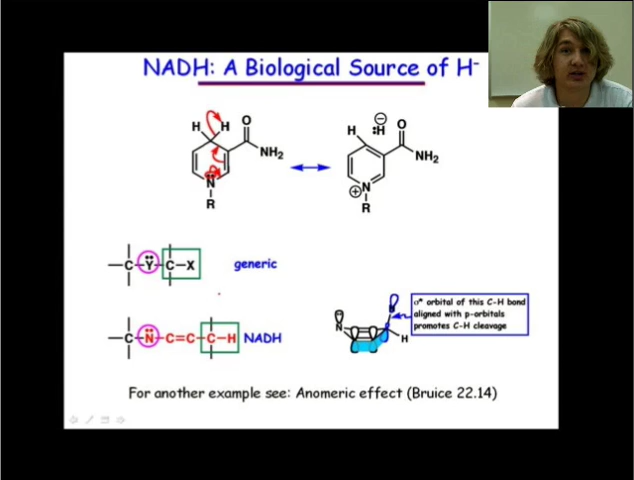 NADH: A Biological Source of H⁻
H H O
NH₂
N
R
H ⊖ :H O
NH₂
⊕ N
R
–C–Y–C–X generic
–C–N–C=C–C–H NADH
N H
σ* orbital of this C-H bond
aligned with p-orbitals
promotes C-H cleavage
For another example see: Anomeric effect (Bruice 22.14)